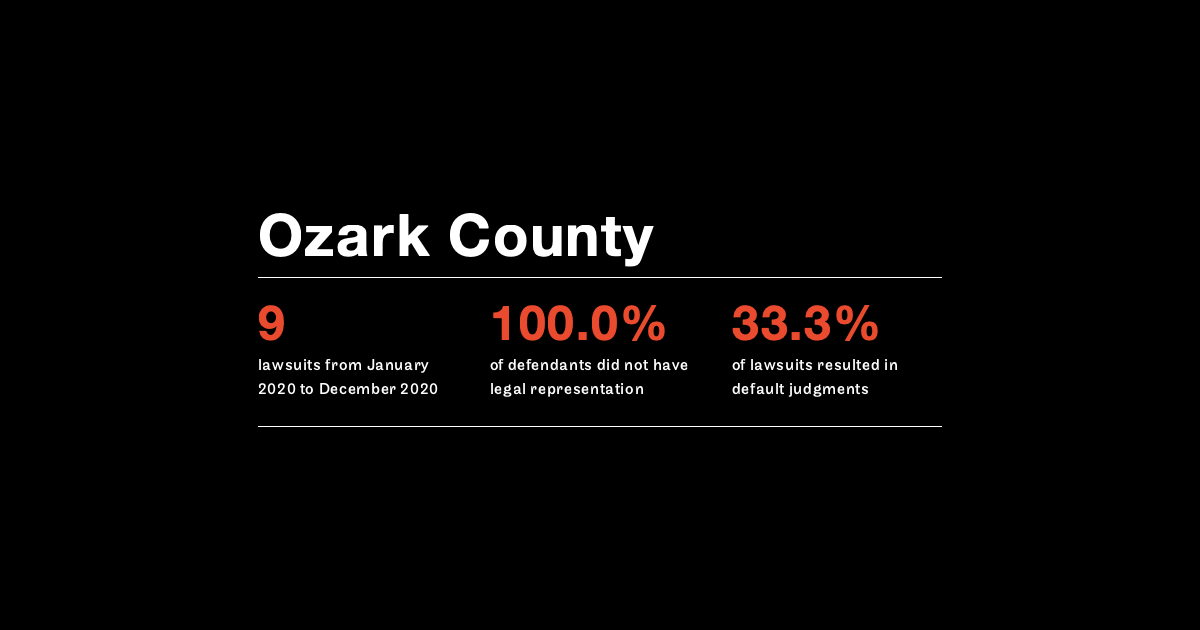 Ozark County
9
lawsuits from January
2020 to December 2020
100.0%
of defendants did not have
legal representation
33.3%
of lawsuits resulted in
default judgments